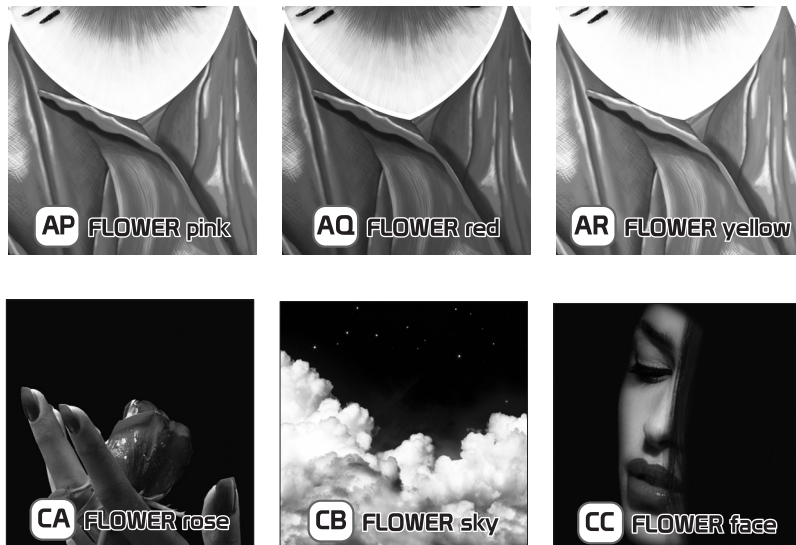 AP FLOWER pink
AQ FLOWER red
AR FLOWER yellow
CA FLOWER rose
CB FLOWER sky
CC FLOWER face